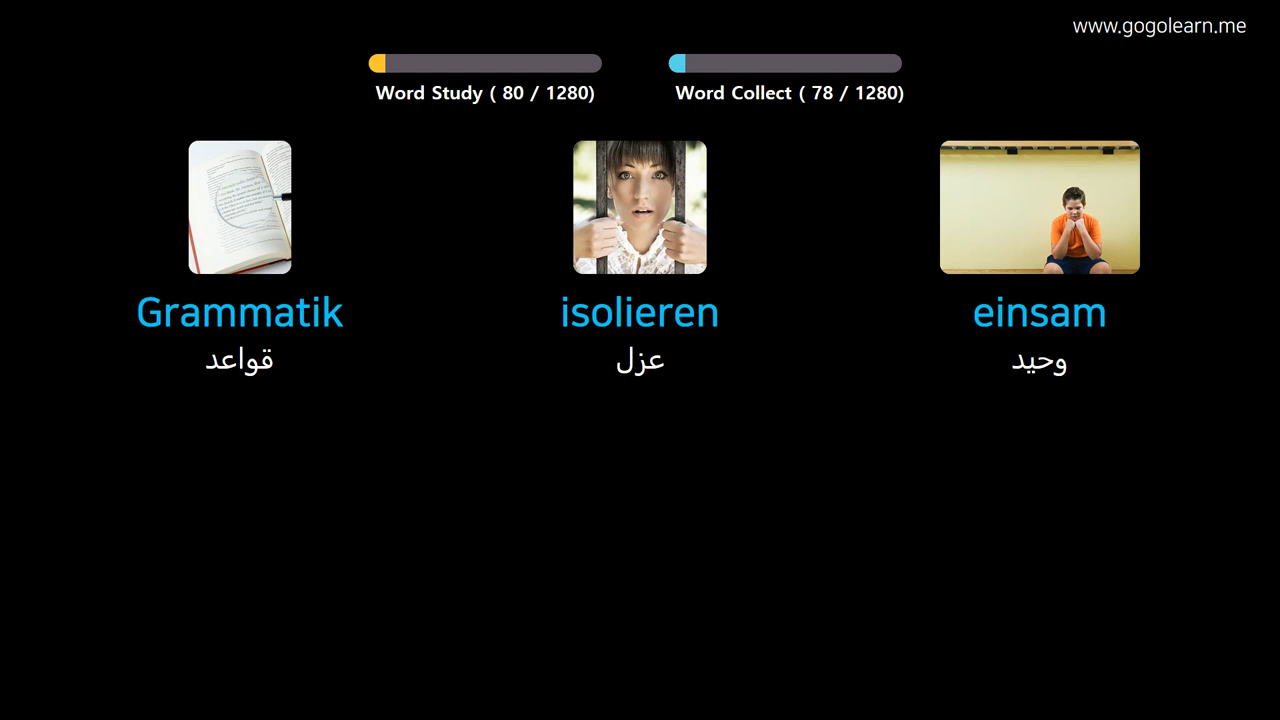 www.gogolearn.me
Word Study ( 80 / 1280)
Word Collect ( 78 / 1280)
Grammatik
قواعد
isolieren
عزل
einsam
وحيد